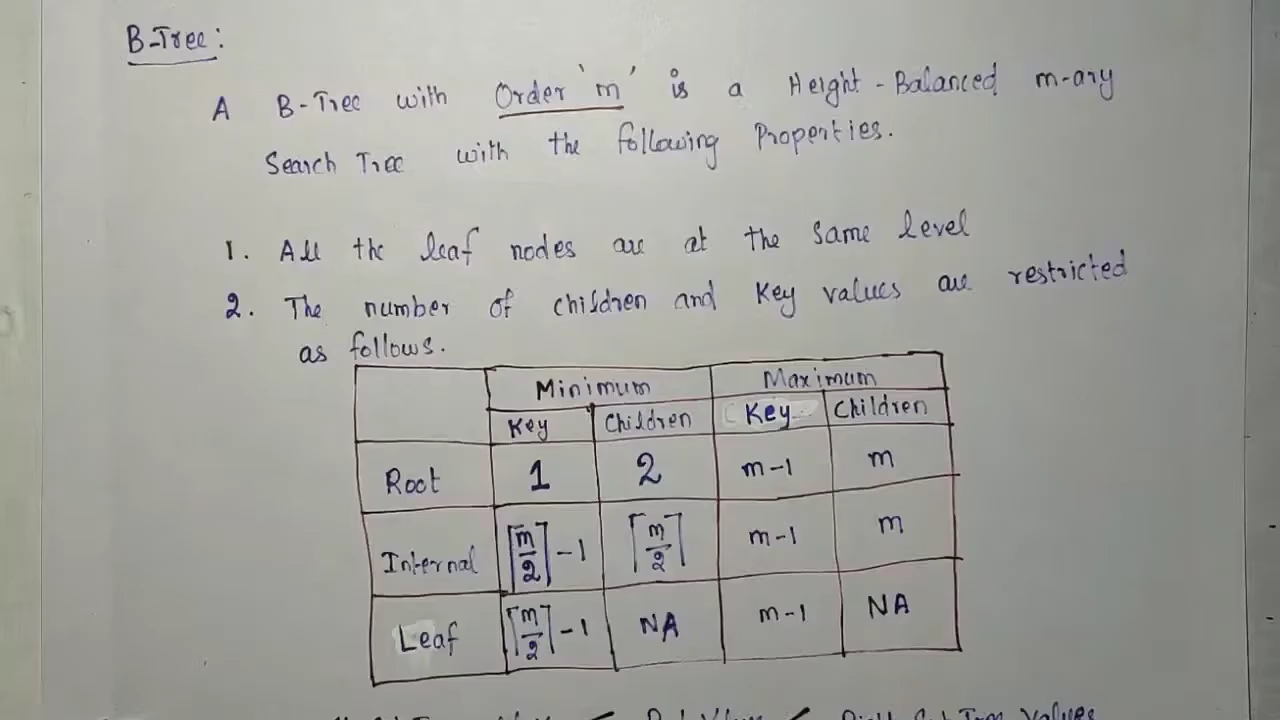 B-Tree:
A B-Tree with Order 'm' is a Height-Balanced m-ary
Search Tree with the following Properties.
1. All the leaf nodes are at the same level
2. The number of children and Key values are restricted
as follows.
Minimum Maximum
Key Children Key Children
Root 1 2 m-1 m
Internal ⌈m/2⌉-1 ⌈m/2⌉ m-1 m
Leaf ⌈m/2⌉-1 NA m-1 NA